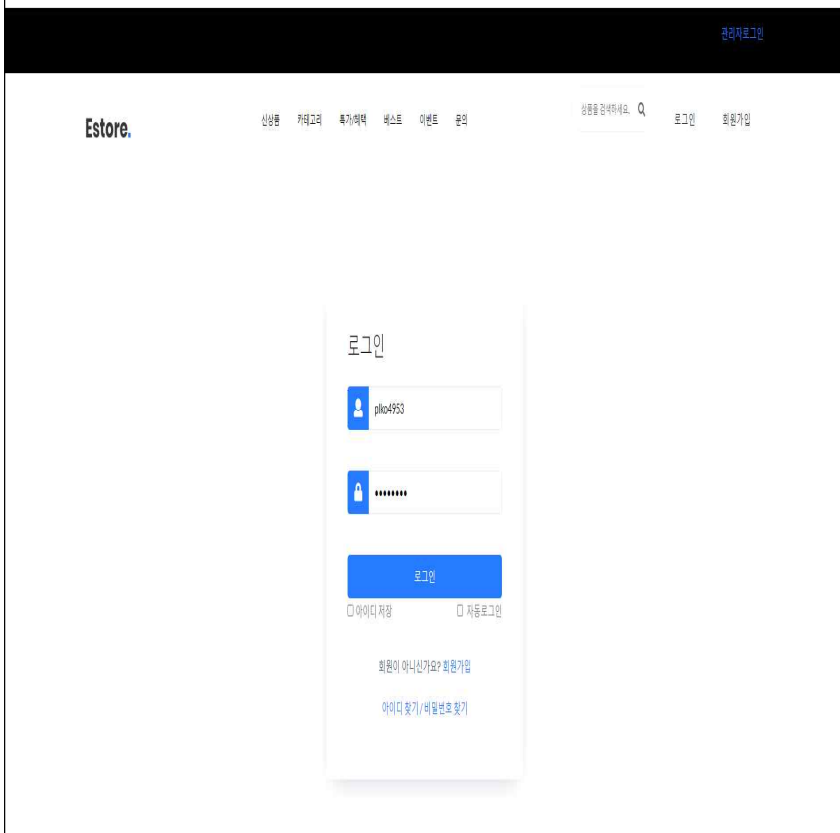 관리자로그인
Estore.
신상품 카테고리 특가/혜택 베스트 이벤트 문의
상품을 검색하세요.
로그인 회원가입
로그인
plko4953
••••••••
로그인
아이디 저장 자동로그인
회원이 아니신가요? 회원가입
아이디 찾기 / 비밀번호 찾기